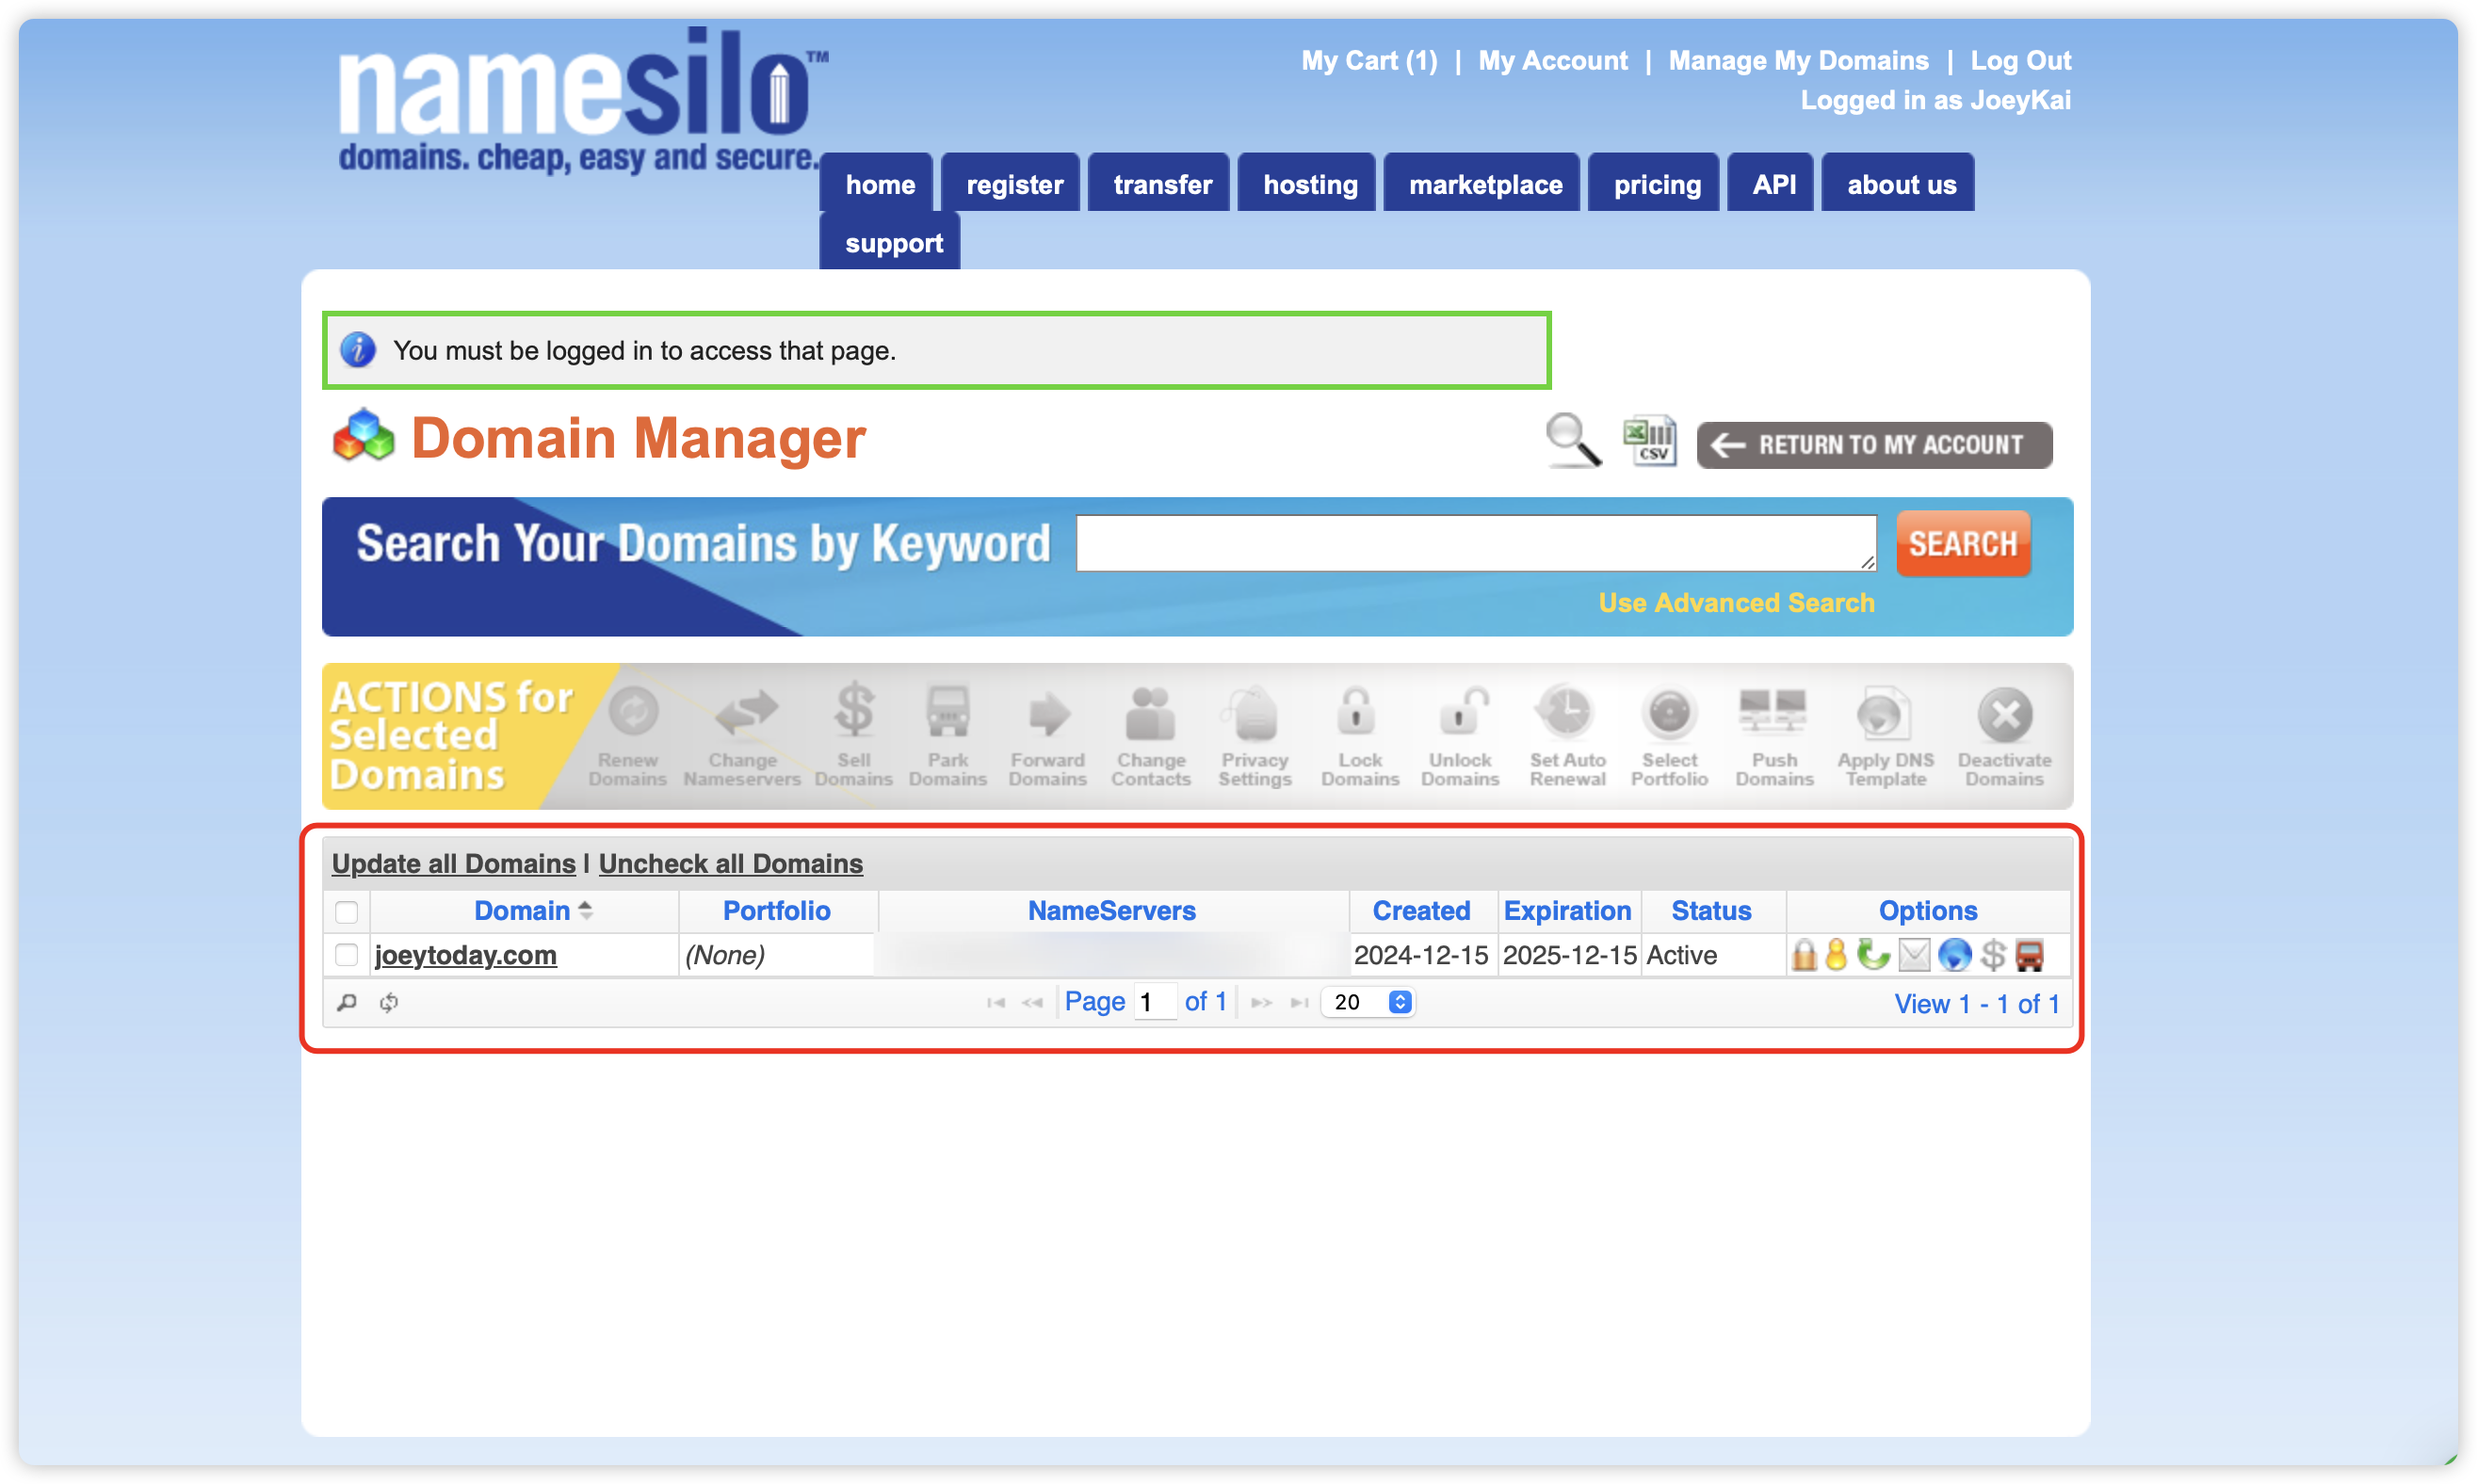 namesilo™
domains. cheap, easy and secure.
My Cart (1) | My Account | Manage My Domains | Log Out
Logged in as JoeyKai
home register transfer hosting marketplace pricing API about us
support
You must be logged in to access that page.
Domain Manager
CSV
RETURN TO MY ACCOUNT
Search Your Domains by Keyword
SEARCH
Use Advanced Search
ACTIONS for
Selected
Domains
Renew Domains
Change Nameservers
Sell Domains
Park Domains
Forward Domains
Change Contacts
Privacy Settings
Lock Domains
Unlock Domains
Set Auto Renewal
Select Portfolio
Push Domains
Apply DNS Template
Deactivate Domains
Update all Domains | Uncheck all Domains
Domain Portfolio NameServers Created Expiration Status Options
joeytoday.com (None) 2024-12-15 2025-12-15 Active
Page 1 of 1 20 View 1 - 1 of 1